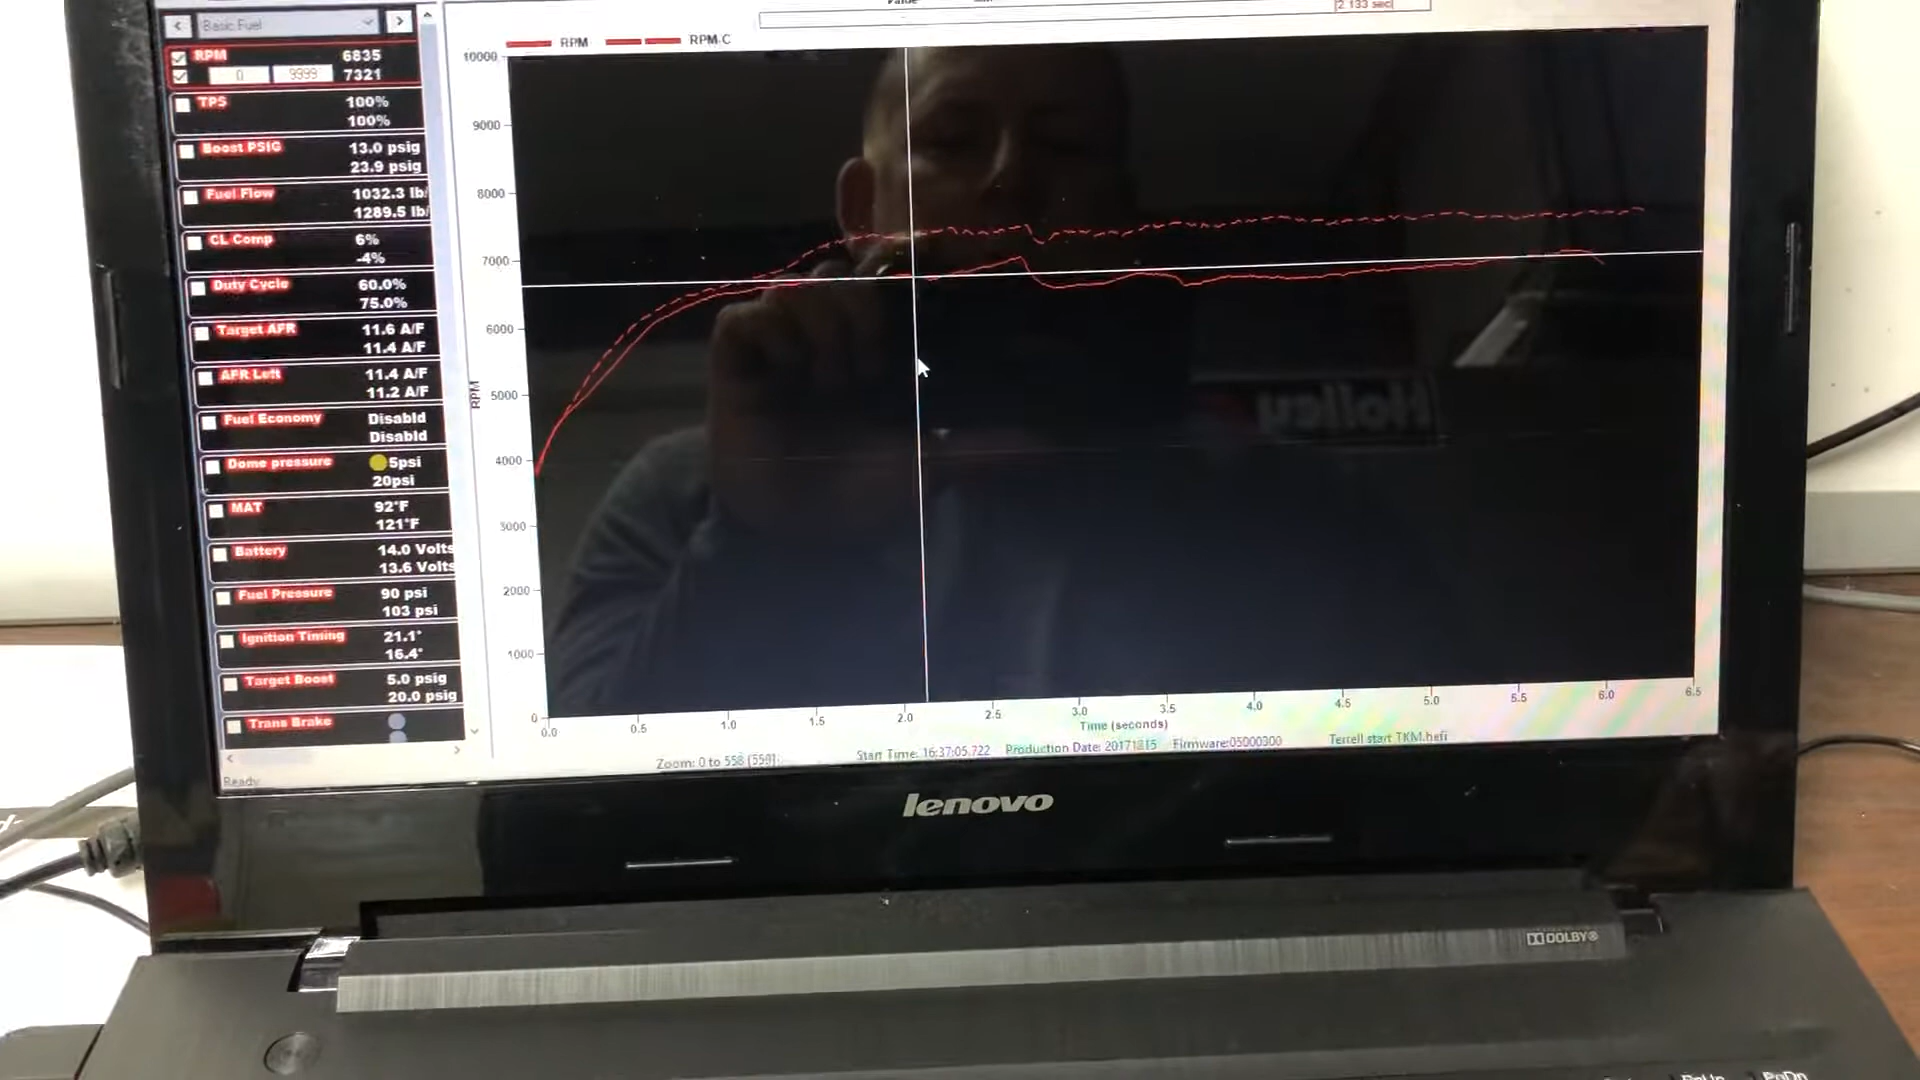 2.133 sec
Basic Fuel
RPM RPM-C
RPM 6835
0 9999 7321
TPS 100%
100%
Boost PSIG 13.0 psig
23.9 psig
Fuel Flow 1032.3 lb/
1289.5 lb/
CL Comp 6%
-4%
Duty Cycle 60.0%
75.0%
Target AFR 11.6 A/F
11.4 A/F
AFR Left 11.4 A/F
11.2 A/F
Fuel Economy Disabld
Disabld
Dome pressure 5psi
20psi
MAT 92°F
121°F
Battery 14.0 Volts
13.6 Volts
Fuel Pressure 90 psi
103 psi
Ignition Timing 21.1°
16.4°
Target Boost 5.0 psig
20.0 psig
Trans Brake
Ready
10000
9000
8000
7000
6000
5000
4000
3000
2000
1000
0
RPM
Holley
0.0 0.5 1.0 1.5 2.0 2.5 3.0 3.5 4.0 4.5 5.0 5.5 6.0 6.5
Time (seconds)
Zoom: 0 to 558 (559) Start Time: 16:37:05.722 Production Date: 20171815 Firmware:05000300 Terrell start TKM.hefi
lenovo
DOLBY®
PgUp PgDn